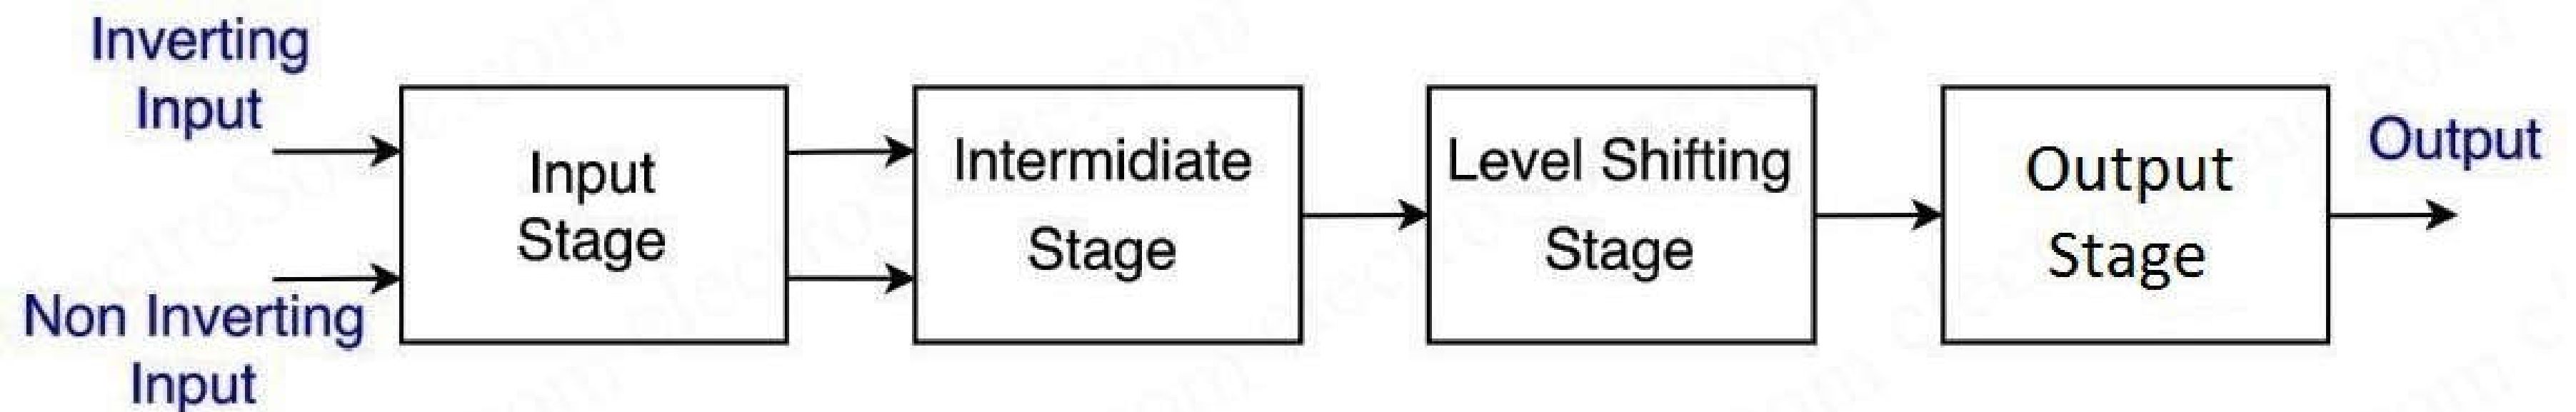 Inverting
Input
Non Inverting
Input
Input
Stage
Intermidiate
Stage
Level Shifting
Stage
Output
Stage
Output